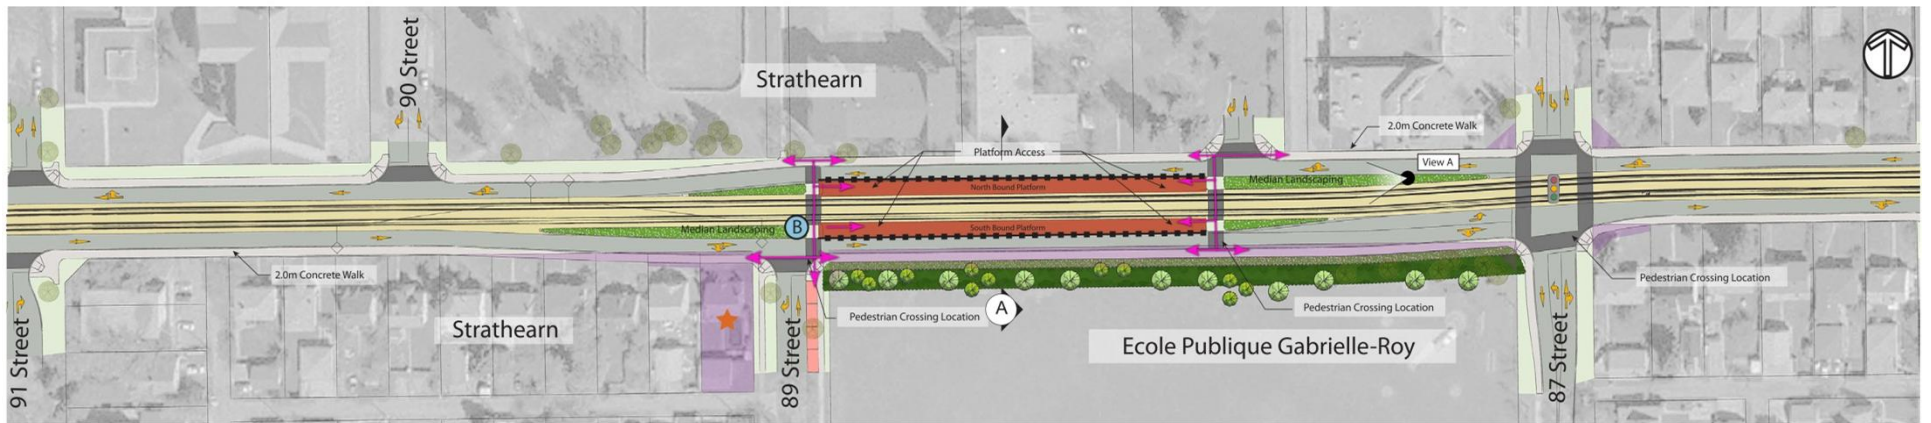 90 Street
Strathearn
2.0m Concrete Walk
Platform Access
View A
North Bound Platform
Median Landscaping
B
Median Landscaping
South Bound Platform
2.0m Concrete Walk
Pedestrian Crossing Location
Pedestrian Crossing Location
Pedestrian Crossing Location
A
Strathearn
Ecole Publique Gabrielle-Roy
91 Street
89 Street
87 Street